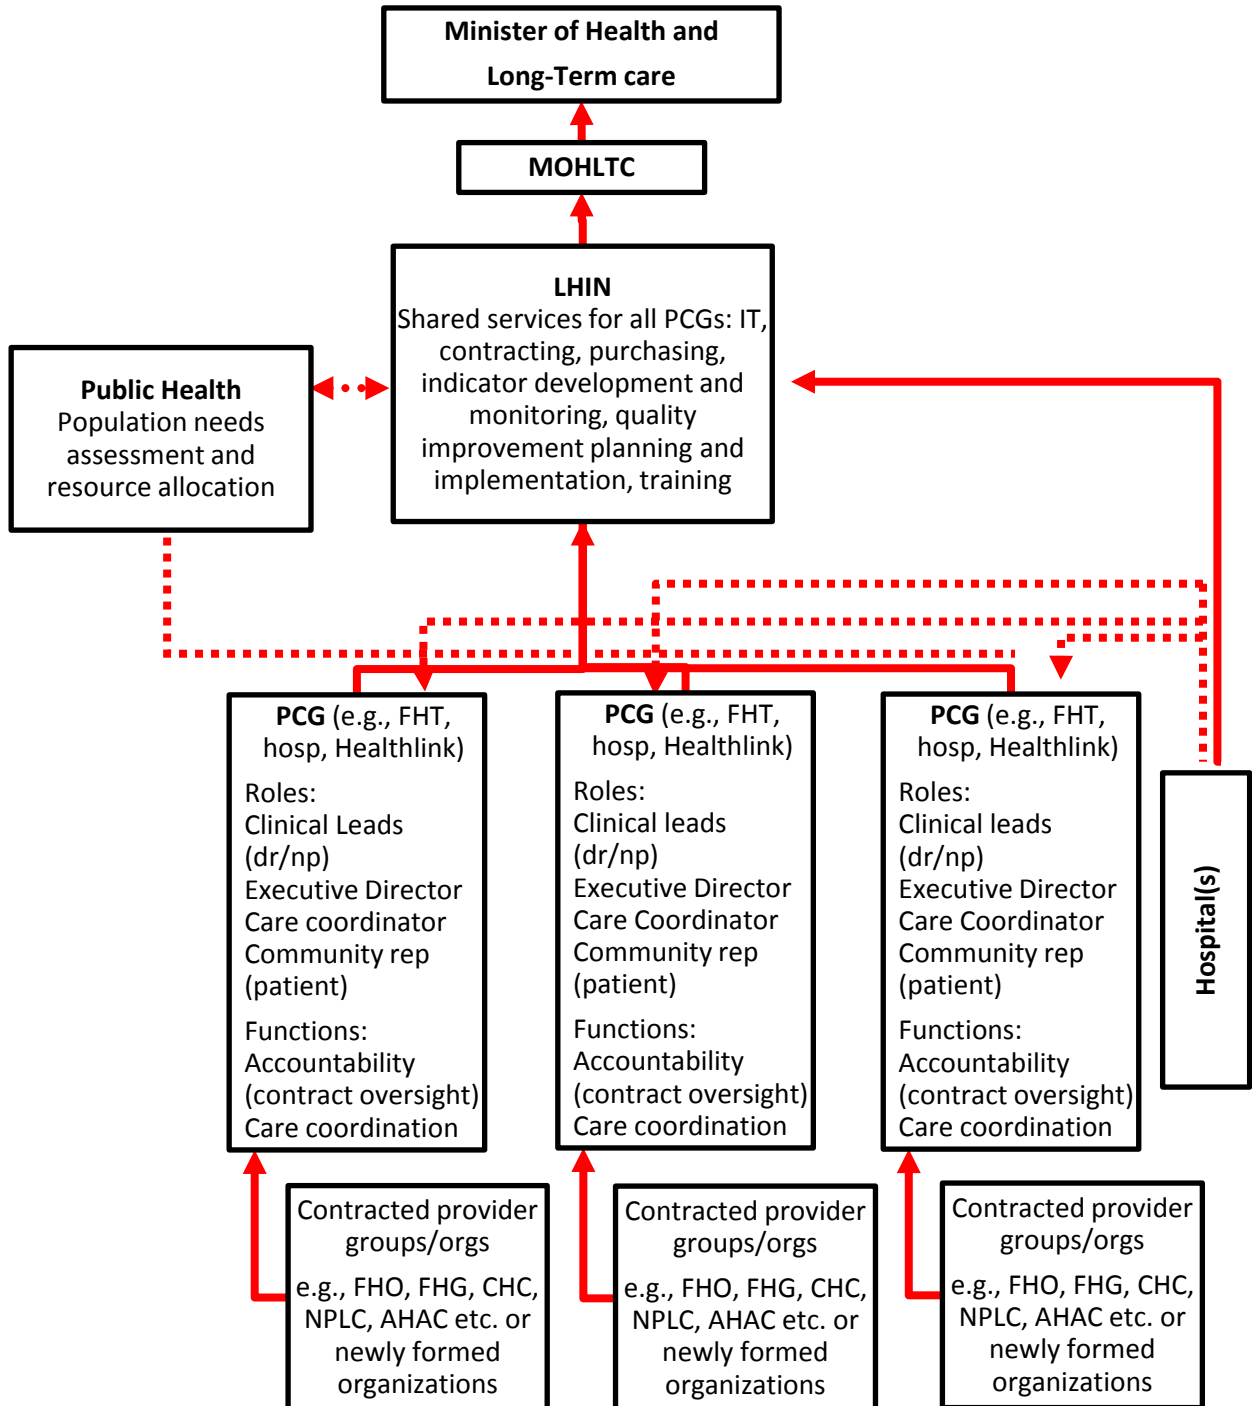 Minister of Health and
Long-Term care
MOHLTC
LHIN
Shared services for all PCGs: IT,
contracting, purchasing,
indicator development and
monitoring, quality
improvement planning and
implementation, training
Public Health
Population needs
assessment and
resource allocation
PCG (e.g., FHT,
hosp, Healthlink)
Roles:
Clinical Leads
(dr/np)
Executive Director
Care coordinator
Community rep
(patient)
Functions:
Accountability
(contract oversight)
Care coordination
PCG (e.g., FHT,
hosp, Healthlink)
Roles:
Clinical leads
(dr/np)
Executive Director
Care Coordinator
Community rep
(patient)
Functions:
Accountability
(contract oversight)
Care coordination
PCG (e.g., FHT,
hosp, Healthlink)
Roles:
Clinical leads
(dr/np)
Executive Director
Care Coordinator
Community rep
(patient)
Functions:
Accountability
(contract oversight)
Care coordination
Hospital(s)
Contracted provider
groups/orgs
e.g., FHO, FHG, CHC,
NPLC, AHAC etc. or
newly formed
organizations
Contracted provider
groups/orgs
e.g., FHO, FHG, CHC,
NPLC, AHAC etc. or
newly formed
organizations
Contracted provider
groups/orgs
e.g., FHO, FHG, CHC,
NPLC, AHAC etc. or
newly formed
organizations